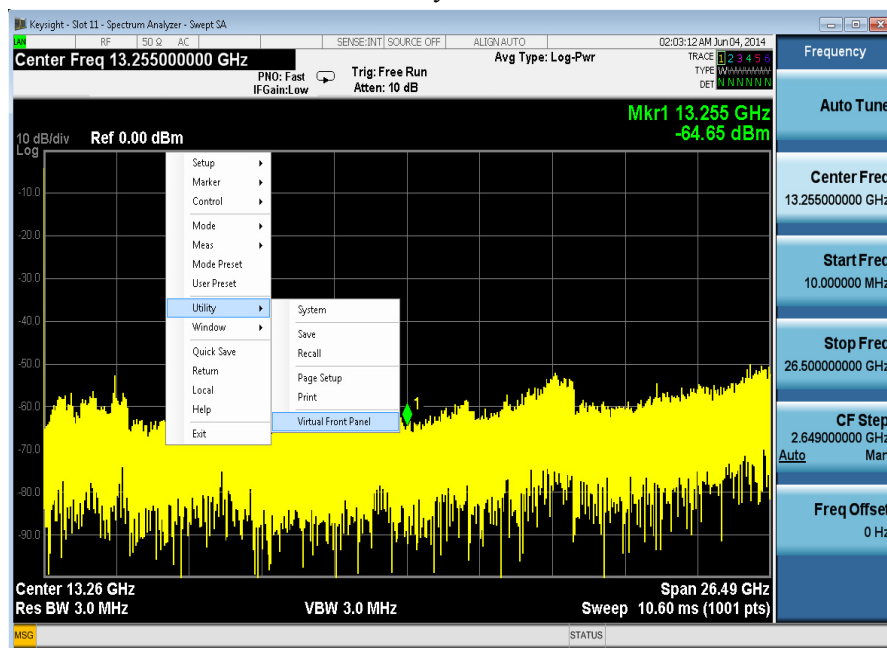 Keysight - Slot 11 - Spectrum Analyzer - Swept SA
LXI RF 50 Ω AC SENSE:INT SOURCE OFF ALIGN AUTO 02:03:12 AM Jun 04, 2014
Center Freq 13.255000000 GHz
PNO: Fast
IFGain:Low
Trig: Free Run
Atten: 10 dB
Avg Type: Log-Pwr
TRACE 1 2 3 4 5 6
TYPE
DET N N N N N N
Mkr1 13.255 GHz
-64.65 dBm
10 dB/div Ref 0.00 dBm
Log
-10.0
-20.0
-30.0
-40.0
-50.0
-60.0
-70.0
-80.0
-90.0
1
Setup
Marker
Control
Mode
Meas
Mode Preset
User Preset
Utility
Window
Quick Save
Return
Local
Help
Exit
System
Save
Recall
Page Setup
Print
Virtual Front Panel
Center 13.26 GHz
Span 26.49 GHz
Res BW 3.0 MHz
VBW 3.0 MHz
Sweep 10.60 ms (1001 pts)
MSG
STATUS
Frequency
Auto Tune
Center Freq
13.255000000 GHz
Start Freq
10.000000 MHz
Stop Freq
26.500000000 GHz
CF Step
2.649000000 GHz
Auto Man
Freq Offset
0 Hz